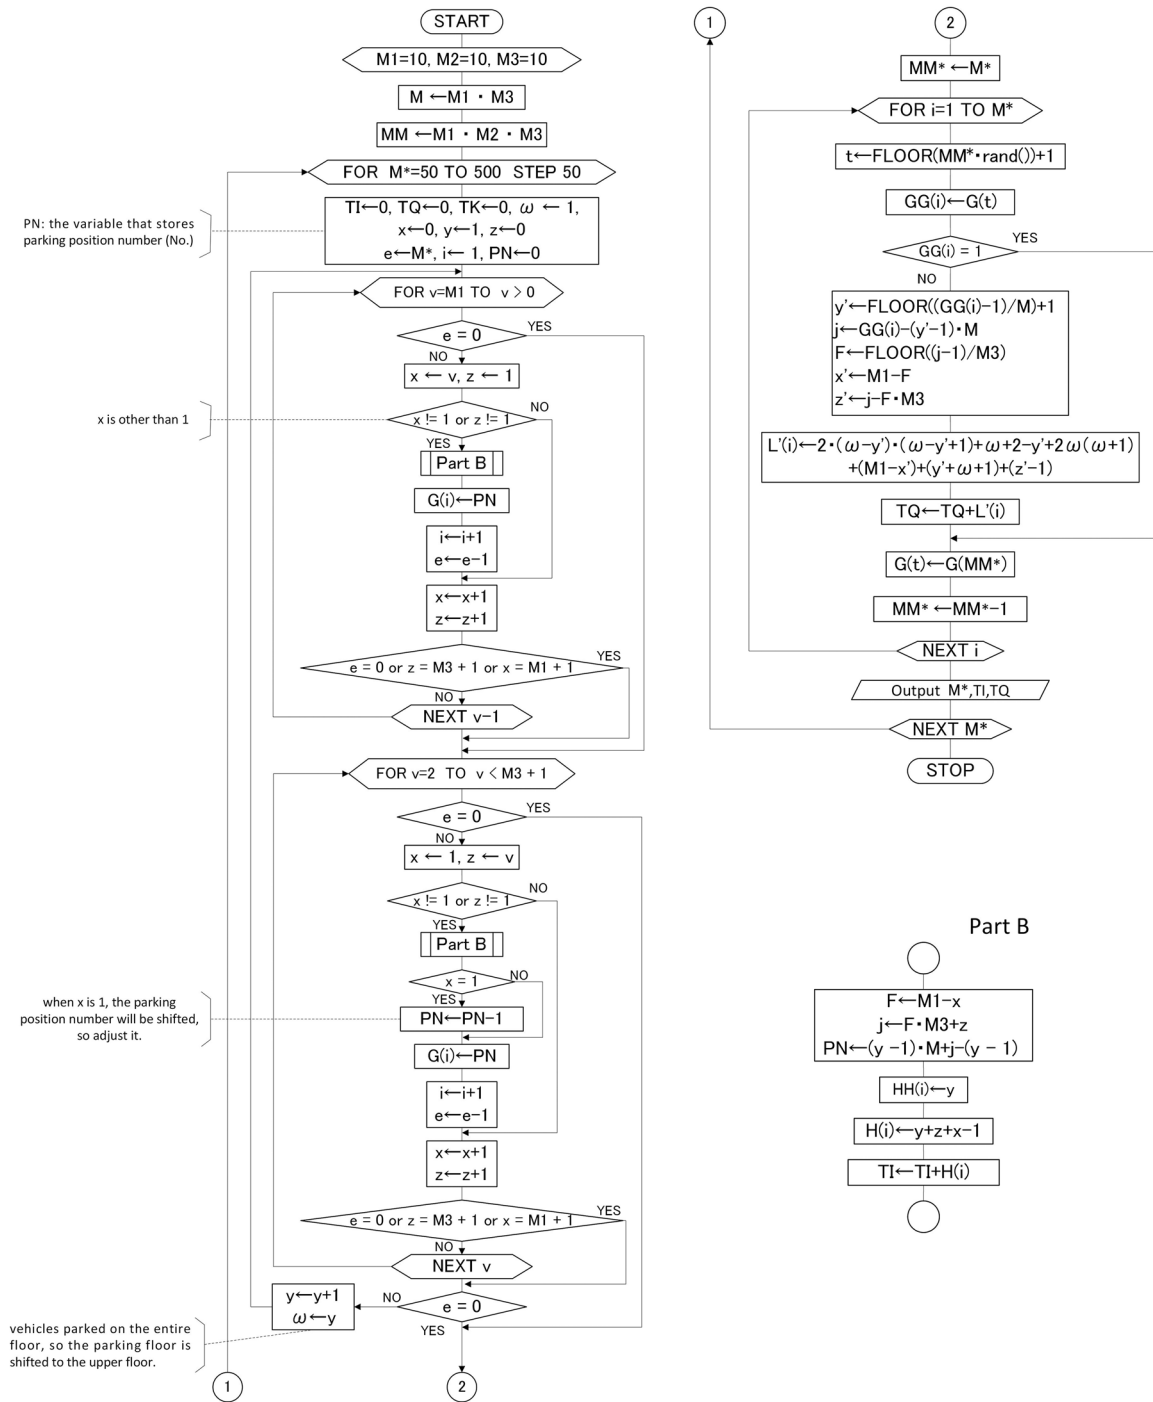 START
M1=10, M2=10, M3=10
M ←M1・M3
MM ←M1・M2・M3
FOR M*=50 TO 500 STEP 50
PN: the variable that stores
parking position number (No.)
TI←0, TQ←0, TK←0, ω ← 1,
x←0, y←1, z←0
e←M*, i← 1, PN←0
FOR v=M1 TO v > 0
e = 0
YES
NO
x ← v, z ← 1
x is other than 1
x != 1 or z != 1
NO
YES
Part B
G(i)←PN
i←i+1
e←e−1
x←x+1
z←z+1
e = 0 or z = M3 + 1 or x = M1 + 1
YES
NO
NEXT v−1
FOR v=2 TO v < M3 + 1
e = 0
YES
NO
x ← 1, z ← v
x != 1 or z != 1
NO
YES
Part B
x = 1
NO
YES
when x is 1, the parking
position number will be shifted,
so adjust it.
PN←PN−1
G(i)←PN
i←i+1
e←e−1
x←x+1
z←z+1
e = 0 or z = M3 + 1 or x = M1 + 1
YES
NO
NEXT v
y←y+1
ω←y
NO
e = 0
YES
vehicles parked on the entire
floor, so the parking floor is
shifted to the upper floor.
1
2
1
2
MM* ←M*
FOR i=1 TO M*
t←FLOOR(MM*・rand())+1
GG(i)←G(t)
GG(i) = 1
YES
NO
y'←FLOOR((GG(i)−1)/M)+1
j←GG(i)−(y'−1)・M
F←FLOOR((j−1)/M3)
x'←M1−F
z'←j−F・M3
L'(i)←2・(ω−y')・(ω−y'+1)+ω+2−y'+2ω(ω+1)
+(M1−x')+(y'+ω+1)+(z'−1)
TQ←TQ+L'(i)
G(t)←G(MM*)
MM* ←MM*−1
NEXT i
Output M*,TI,TQ
NEXT M*
STOP
Part B
F←M1−x
j←F・M3+z
PN←(y −1)・M+j−(y − 1)
HH(i)←y
H(i)←y+z+x−1
TI←TI+H(i)